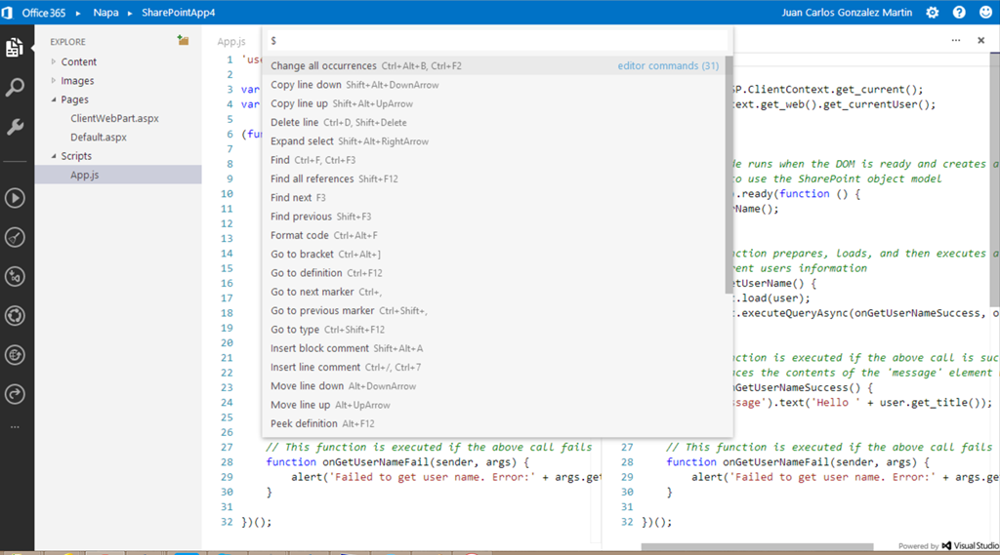 Office 365 ▸ Napa ▸ SharePointApp4
Juan Carlos Gonzalez Martin
EXPLORE
Content
Images
Pages
ClientWebPart.aspx
Default.aspx
Scripts
App.js
App.js
$
Change all occurrences Ctrl+Alt+B, Ctrl+F2 editor commands (31)
Copy line down Shift+Alt+DownArrow
Copy line up Shift+Alt+UpArrow
Delete line Ctrl+D, Shift+Delete
Expand select Shift+Alt+RightArrow
Find Ctrl+F, Ctrl+F3
Find all references Shift+F12
Find next F3
Find previous Shift+F3
Format code Ctrl+Alt+F
Go to bracket Ctrl+Alt+]
Go to definition Ctrl+F12
Go to next marker Ctrl+,
Go to previous marker Ctrl+Shift+,
Go to type Ctrl+Shift+F12
Insert block comment Shift+Alt+A
Insert line comment Ctrl+/, Ctrl+7
Move line down Alt+DownArrow
Move line up Alt+UpArrow
Peek definition Alt+F12
1 'use
2
3 var
4 var
5
6 (fun
7
8
9
10
11
12
13
14
15
16
17
18
19
20
21
22
23
24
25
26
27 // This function is executed if the above call fails
28 function onGetUserNameFail(sender, args) {
29 alert('Failed to get user name. Error:' + args.get
30 }
31
32 })();
SP.ClientContext.get_current();
text.get_web().get_currentUser();
de runs when the DOM is ready and creates a
to use the SharePoint object model
).ready(function () {
rName();
nction prepares, loads, and then executes a
rent users information
etUserName() {
t.load(user);
t.executeQueryAsync(onGetUserNameSuccess, o
nction is executed if the above call is suc
aces the contents of the 'message' element
nGetUserNameSuccess() {
ssage').text('Hello ' + user.get_title());
27 // This function is executed if the above call fails
28 function onGetUserNameFail(sender, args) {
29 alert('Failed to get user name. Error:' + args.ge
30 }
31
32 })();
Powered by Visual Studio